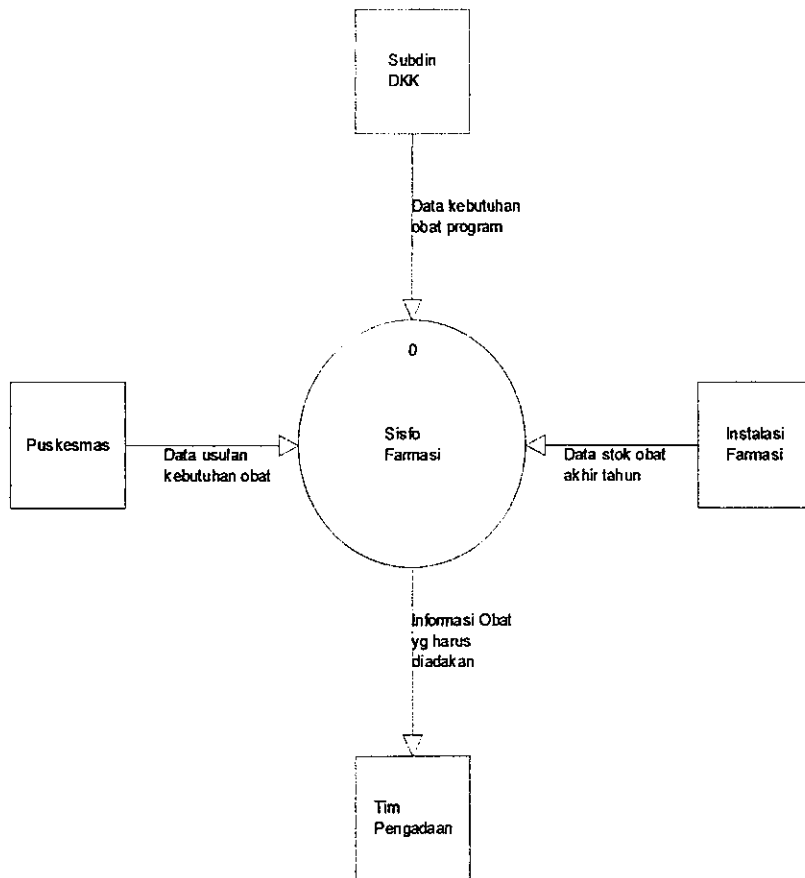 Subdin
DKK
Data kebutuhan
obat program
0
Puskesmas
Data usulan
kebutuhan obat
Sisfo
Farmasi
Data stok obat
akhir tahun
Instalasi
Farmasi
Informasi Obat
yg harus
diadakan
Tim
Pengadaan